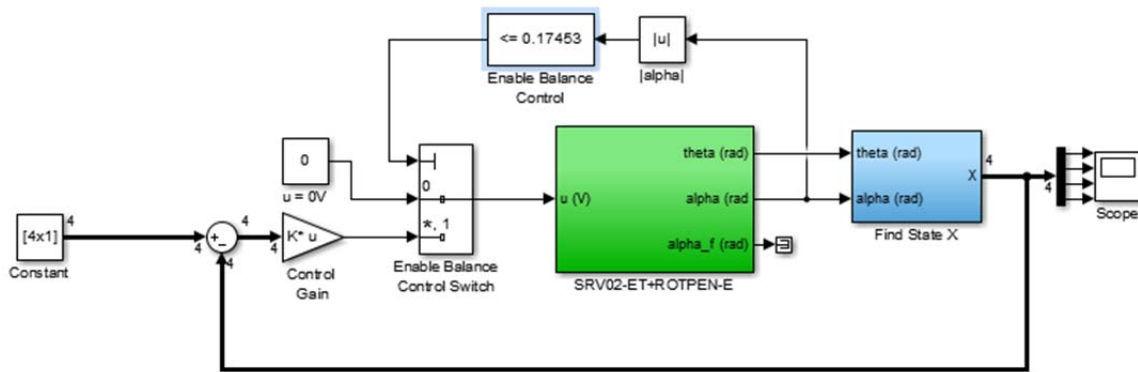 <= 0.17453
Enable Balance
Control
|u|
|alpha|
0
u = 0V
0
*, 1
Enable Balance
Control Switch
[4x1]
Constant
4
4
+
-
4
4
4
K* u
Control
Gain
u (V)
theta (rad)
alpha (rad
alpha_f (rad)
SRV02-ET+ROTPEN-E
theta (rad)
alpha (rad)
X
Find State X
4
4
Scope